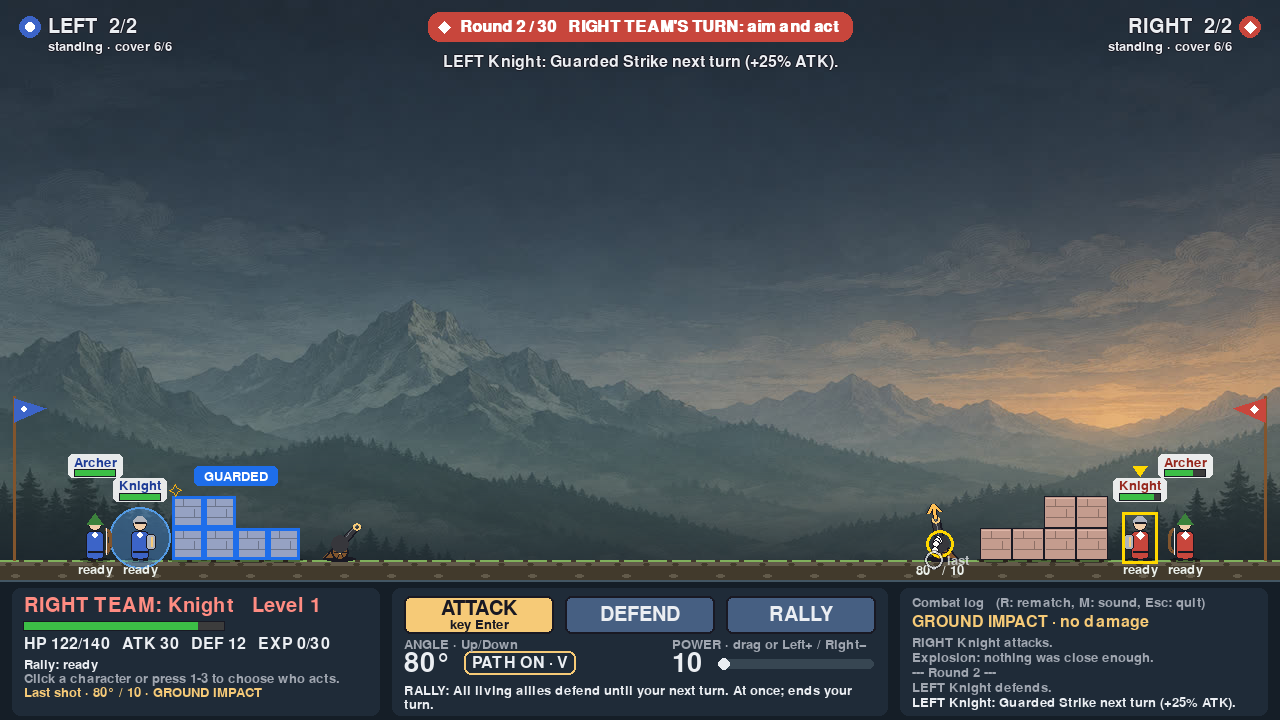 LEFT 2/2
standing · cover 6/6
Round 2 / 30 RIGHT TEAM'S TURN: aim and act
LEFT Knight: Guarded Strike next turn (+25% ATK).
RIGHT 2/2
standing · cover 6/6
Archer
Knight
GUARDED
ready
ready
last
80° / 10
Archer
Knight
ready
ready
RIGHT TEAM: Knight Level 1
HP 122/140 ATK 30 DEF 12 EXP 0/30
Rally: ready
Click a character or press 1-3 to choose who acts.
Last shot · 80° / 10 · GROUND IMPACT
ATTACK
key Enter
DEFEND
RALLY
ANGLE · Up/Down
80°
PATH ON · V
POWER · drag or Left+ / Right–
10
RALLY: All living allies defend until your next turn. At once; ends your
turn.
Combat log (R: rematch, M: sound, Esc: quit)
GROUND IMPACT · no damage
RIGHT Knight attacks.
Explosion: nothing was close enough.
--- Round 2 ---
LEFT Knight defends.
LEFT Knight: Guarded Strike next turn (+25% ATK).